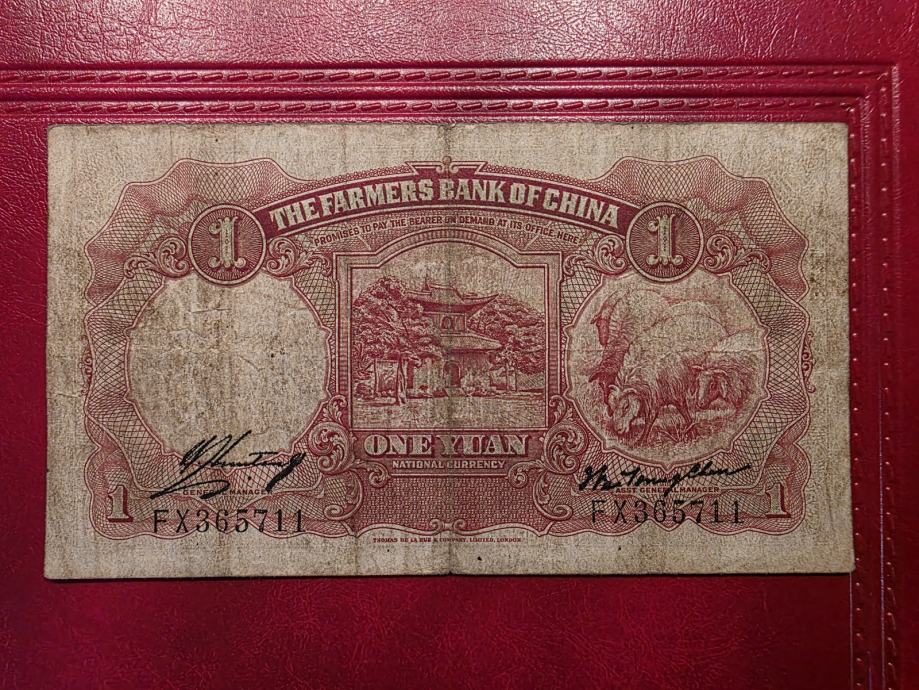 THE FARMERS BANK OF CHINA
1
1
PROMISES TO PAY THE BEARER ON DEMAND AT ITS OFFICE HERE
ONE YUAN
NATIONAL CURRENCY
GENERAL MANAGER
ASST GENERAL MANAGER
1
1
FX365711
FX365711
THOMAS DE LA RUE & COMPANY, LIMITED, LONDON